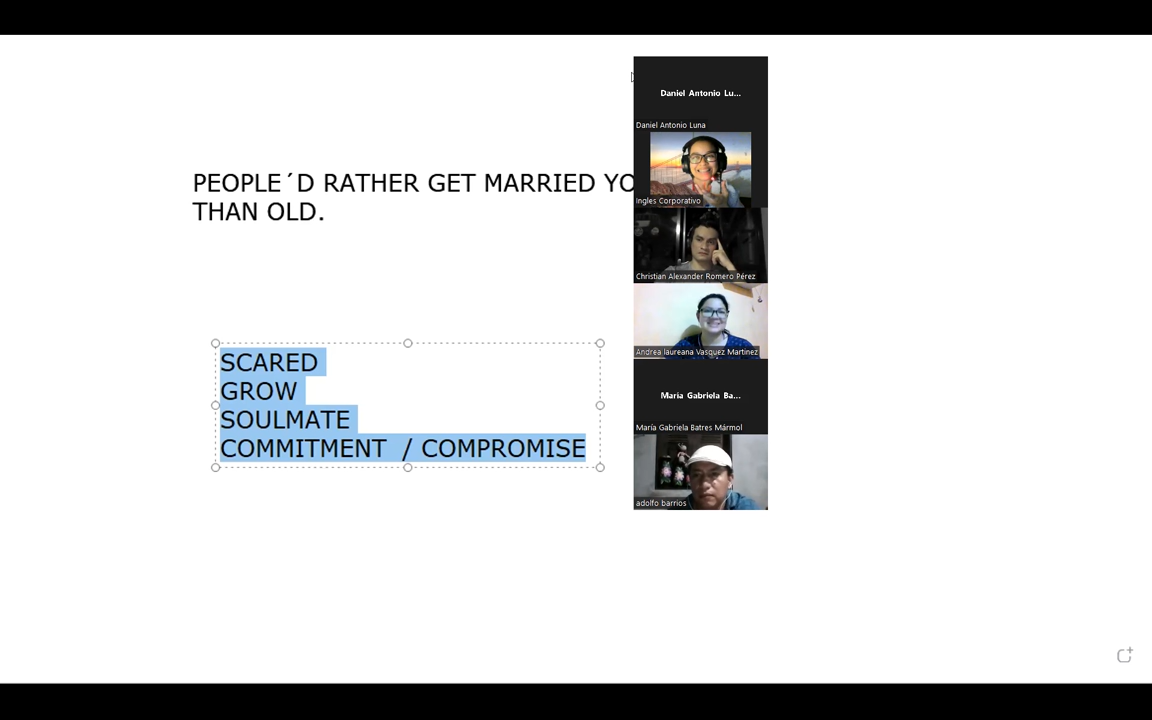 Daniel Antonio Lu...
Daniel Antonio Luna
PEOPLE´D RATHER GET MARRIED YO
THAN OLD.
Ingles Corporativo
Christian Alexander Romero Pérez
SCARED
GROW
SOULMATE
COMMITMENT / COMPROMISE
Andrea laureana Vasquez Martinez
Maria Gabriela Ba...
María Gabriela Batres Mármol
adolfo barrios